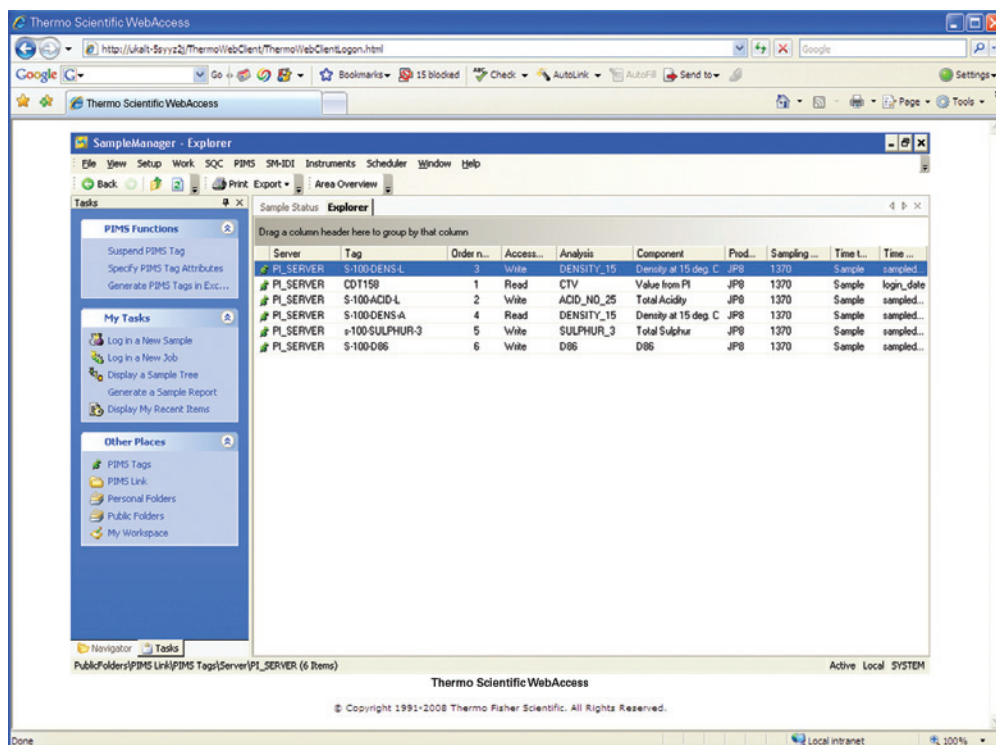 Thermo Scientific WebAccess
http://ukalt-5syyz2j/ThermoWebClient/ThermoWebClientLogon.html
Google
Google G Go Bookmarks 15 blocked Check AutoLink AutoFill Send to Settings
Thermo Scientific WebAccess Page Tools
SampleManager - Explorer
File View Setup Work SQC PIMS SM-IDI Instruments Scheduler Window Help
Back Print Export Area Overview
Tasks
Sample Status Explorer
Drag a column header here to group by that column
PIMS Functions
Suspend PIMS Tag
Specify PIMS Tag Attributes
Generate PIMS Tags in Exc...
My Tasks
Log in a New Sample
Log in a New Job
Display a Sample Tree
Generate a Sample Report
Display My Recent Items
Other Places
PIMS Tags
PIMS Link
Personal Folders
Public Folders
My Workspace
Server Tag Order n... Access... Analysis Component Prod... Sampling ... Time t... Time ...
PI_SERVER S-100-DENS-L 3 Write DENSITY_15 Density at 15 deg. C JP8 1370 Sample sampled...
PI_SERVER CDT158 1 Read CTV Value from PI JP8 1370 Sample login_date
PI_SERVER S-100-ACID-L 2 Write ACID_NO_25 Total Acidity JP8 1370 Sample sampled...
PI_SERVER S-100-DENS-A 4 Read DENSITY_15 Density at 15 deg. C JP8 1370 Sample sampled...
PI_SERVER s-100-SULPHUR-3 5 Write SULPHUR_3 Total Sulphur JP8 1370 Sample sampled...
PI_SERVER S-100-D86 6 Write D86 D86 JP8 1370 Sample sampled...
Navigator Tasks
PublicFolders\PIMS Link\PIMS Tags\Server\PI_SERVER (6 Items) Active Local SYSTEM
Thermo Scientific WebAccess
© Copyright 1991-2008 Thermo Fisher Scientific. All Rights Reserved.
Done Local intranet 100%